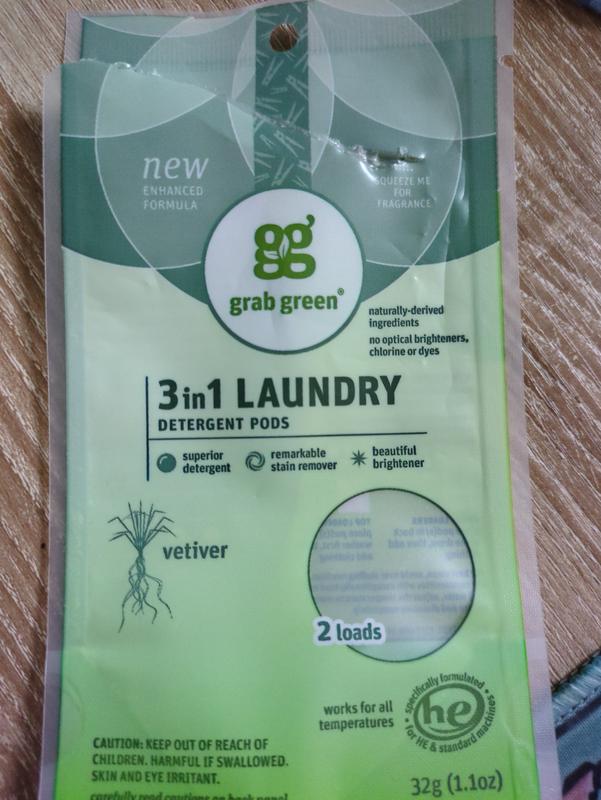 new
ENHANCED
FORMULA
SQUEEZE ME
FOR
FRAGRANCE
gg
grab green®
naturally-derived
ingredients
no optical brighteners,
chlorine or dyes
3in1 LAUNDRY
DETERGENT PODS
superior
detergent
remarkable
stain remover
beautiful
brightener
vetiver
2 loads
works for all
temperatures
specifically formulated
he
for HE & standard machines
CAUTION: KEEP OUT OF REACH OF
CHILDREN. HARMFUL IF SWALLOWED.
SKIN AND EYE IRRITANT.
carefully read cautions on back panel
32g (1.1oz)